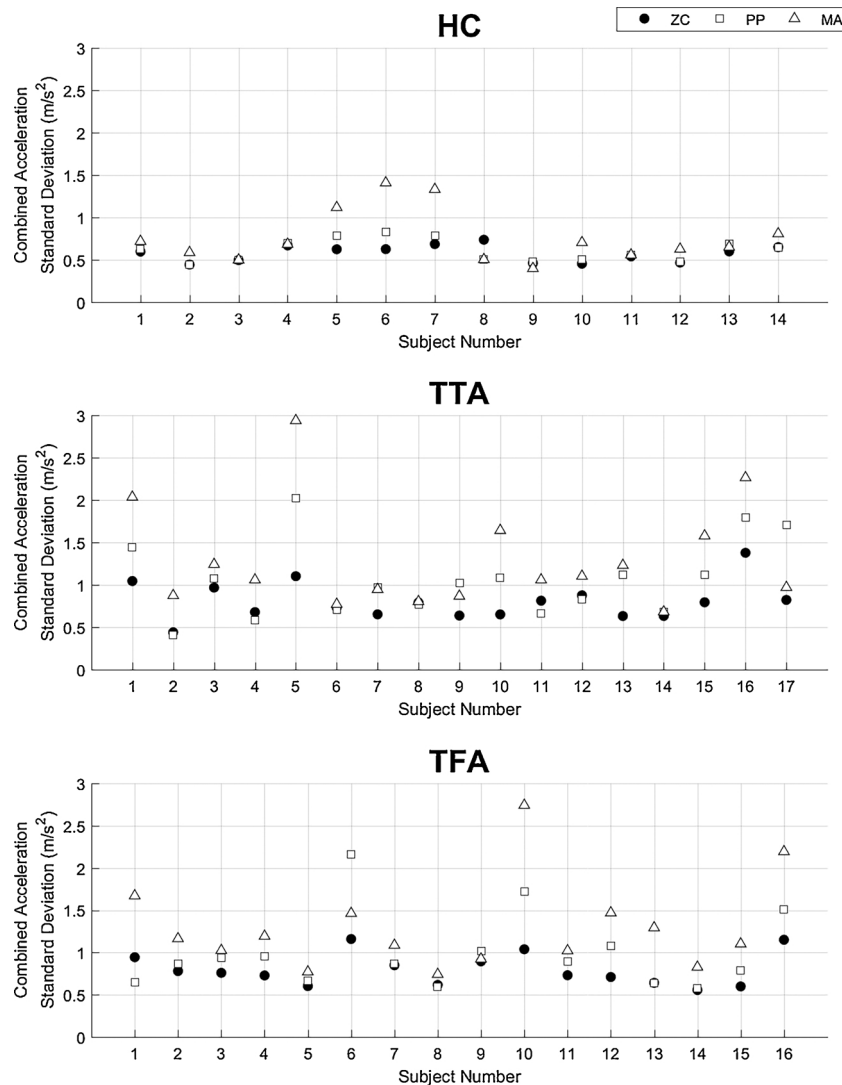 HC
ZC PP MA
3
2.5
2
1.5
1
0.5
0
Combined Acceleration
Standard Deviation (m/s²)
1 2 3 4 5 6 7 8 9 10 11 12 13 14
Subject Number
TTA
3
2.5
2
1.5
1
0.5
0
Combined Acceleration
Standard Deviation (m/s²)
1 2 3 4 5 6 7 8 9 10 11 12 13 14 15 16 17
Subject Number
TFA
3
2.5
2
1.5
1
0.5
0
Combined Acceleration
Standard Deviation (m/s²)
1 2 3 4 5 6 7 8 9 10 11 12 13 14 15 16
Subject Number